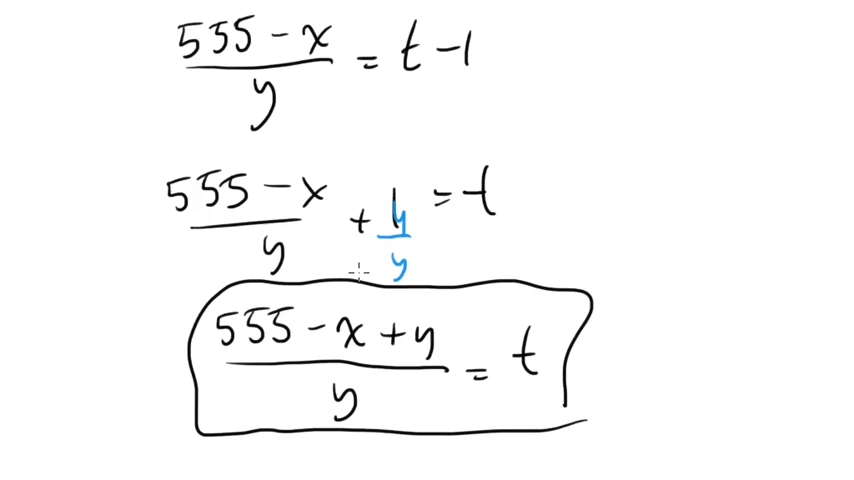 (555 - x)/y = t - 1
(555 - x)/y + y/y = t
(555 - x + y)/y = t